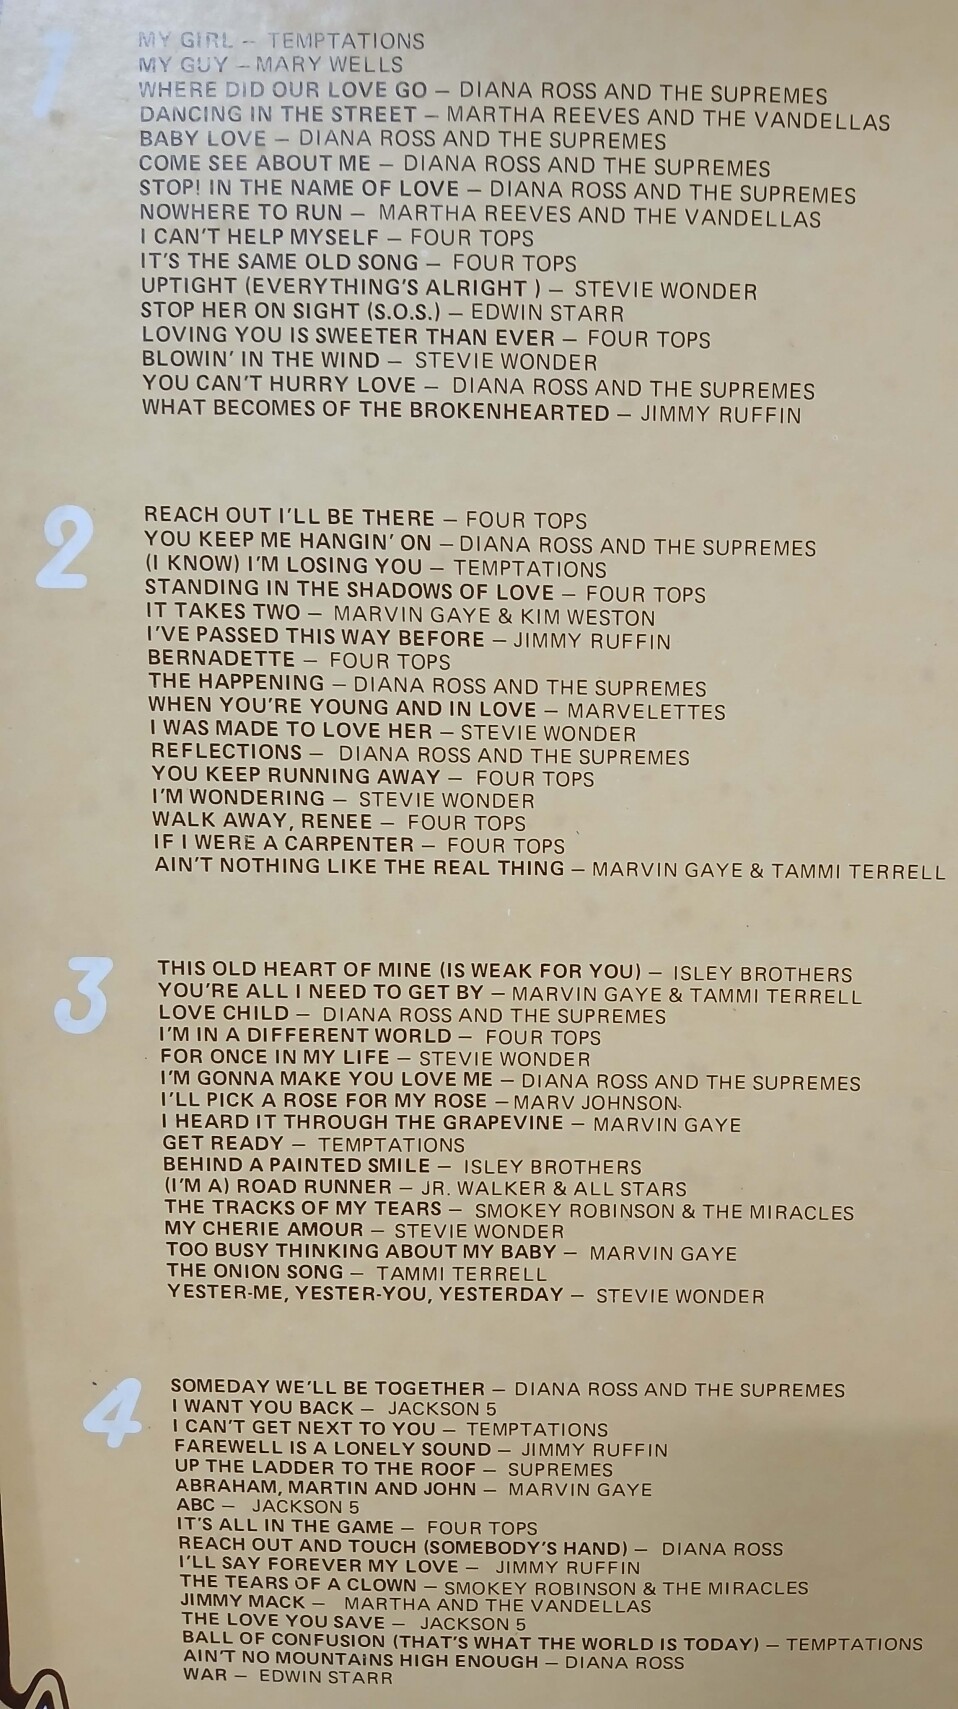 1
MY GIRL – TEMPTATIONS
MY GUY – MARY WELLS
WHERE DID OUR LOVE GO – DIANA ROSS AND THE SUPREMES
DANCING IN THE STREET – MARTHA REEVES AND THE VANDELLAS
BABY LOVE – DIANA ROSS AND THE SUPREMES
COME SEE ABOUT ME – DIANA ROSS AND THE SUPREMES
STOP! IN THE NAME OF LOVE – DIANA ROSS AND THE SUPREMES
NOWHERE TO RUN – MARTHA REEVES AND THE VANDELLAS
I CAN'T HELP MYSELF – FOUR TOPS
IT'S THE SAME OLD SONG – FOUR TOPS
UPTIGHT (EVERYTHING'S ALRIGHT ) – STEVIE WONDER
STOP HER ON SIGHT (S.O.S.) – EDWIN STARR
LOVING YOU IS SWEETER THAN EVER – FOUR TOPS
BLOWIN' IN THE WIND – STEVIE WONDER
YOU CAN'T HURRY LOVE – DIANA ROSS AND THE SUPREMES
WHAT BECOMES OF THE BROKENHEARTED – JIMMY RUFFIN
2
REACH OUT I'LL BE THERE – FOUR TOPS
YOU KEEP ME HANGIN' ON – DIANA ROSS AND THE SUPREMES
(I KNOW) I'M LOSING YOU – TEMPTATIONS
STANDING IN THE SHADOWS OF LOVE – FOUR TOPS
IT TAKES TWO – MARVIN GAYE & KIM WESTON
I'VE PASSED THIS WAY BEFORE – JIMMY RUFFIN
BERNADETTE – FOUR TOPS
THE HAPPENING – DIANA ROSS AND THE SUPREMES
WHEN YOU'RE YOUNG AND IN LOVE – MARVELETTES
I WAS MADE TO LOVE HER – STEVIE WONDER
REFLECTIONS – DIANA ROSS AND THE SUPREMES
YOU KEEP RUNNING AWAY – FOUR TOPS
I'M WONDERING – STEVIE WONDER
WALK AWAY, RENEE – FOUR TOPS
IF I WERE A CARPENTER – FOUR TOPS
AIN'T NOTHING LIKE THE REAL THING – MARVIN GAYE & TAMMI TERRELL
3
THIS OLD HEART OF MINE (IS WEAK FOR YOU) – ISLEY BROTHERS
YOU'RE ALL I NEED TO GET BY – MARVIN GAYE & TAMMI TERRELL
LOVE CHILD – DIANA ROSS AND THE SUPREMES
I'M IN A DIFFERENT WORLD – FOUR TOPS
FOR ONCE IN MY LIFE – STEVIE WONDER
I'M GONNA MAKE YOU LOVE ME – DIANA ROSS AND THE SUPREMES
I'LL PICK A ROSE FOR MY ROSE – MARV JOHNSON
I HEARD IT THROUGH THE GRAPEVINE – MARVIN GAYE
GET READY – TEMPTATIONS
BEHIND A PAINTED SMILE – ISLEY BROTHERS
(I'M A) ROAD RUNNER – JR. WALKER & ALL STARS
THE TRACKS OF MY TEARS – SMOKEY ROBINSON & THE MIRACLES
MY CHERIE AMOUR – STEVIE WONDER
TOO BUSY THINKING ABOUT MY BABY – MARVIN GAYE
THE ONION SONG – TAMMI TERRELL
YESTER-ME, YESTER-YOU, YESTERDAY – STEVIE WONDER
4
SOMEDAY WE'LL BE TOGETHER – DIANA ROSS AND THE SUPREMES
I WANT YOU BACK – JACKSON 5
I CAN'T GET NEXT TO YOU – TEMPTATIONS
FAREWELL IS A LONELY SOUND – JIMMY RUFFIN
UP THE LADDER TO THE ROOF – SUPREMES
ABRAHAM, MARTIN AND JOHN – MARVIN GAYE
ABC – JACKSON 5
IT'S ALL IN THE GAME – FOUR TOPS
REACH OUT AND TOUCH (SOMEBODY'S HAND) – DIANA ROSS
I'LL SAY FOREVER MY LOVE – JIMMY RUFFIN
THE TEARS OF A CLOWN – SMOKEY ROBINSON & THE MIRACLES
JIMMY MACK – MARTHA AND THE VANDELLAS
THE LOVE YOU SAVE – JACKSON 5
BALL OF CONFUSION (THAT'S WHAT THE WORLD IS TODAY) – TEMPTATIONS
AIN'T NO MOUNTAINS HIGH ENOUGH – DIANA ROSS
WAR – EDWIN STARR